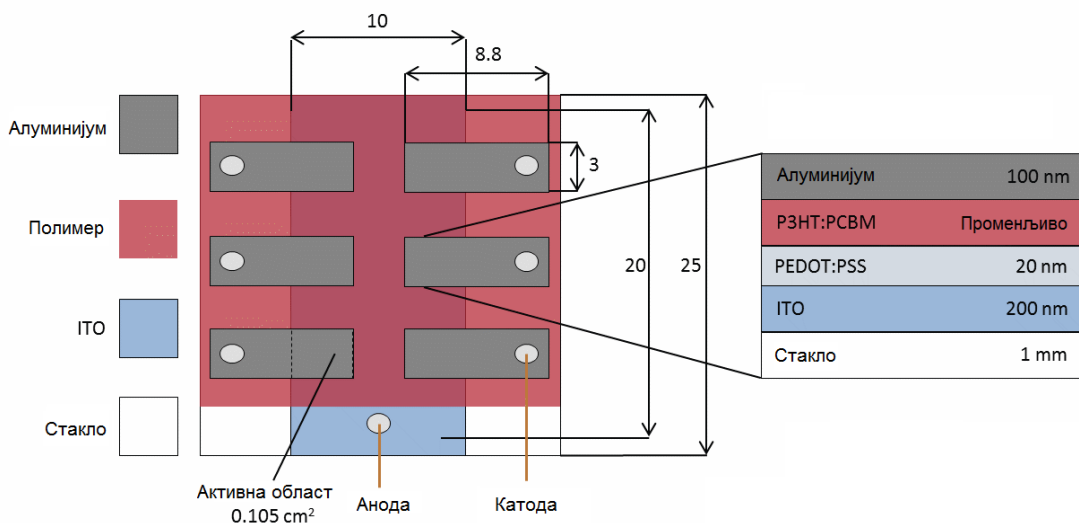 10
8.8
Алуминијум
3
Полимер
20
25
ITO
Стакло
Активна област
0.105 cm²
Анода
Катода
Алуминијум 100 nm
P3HT:PCBM Променљиво
PEDOT:PSS 20 nm
ITO 200 nm
Стакло 1 mm